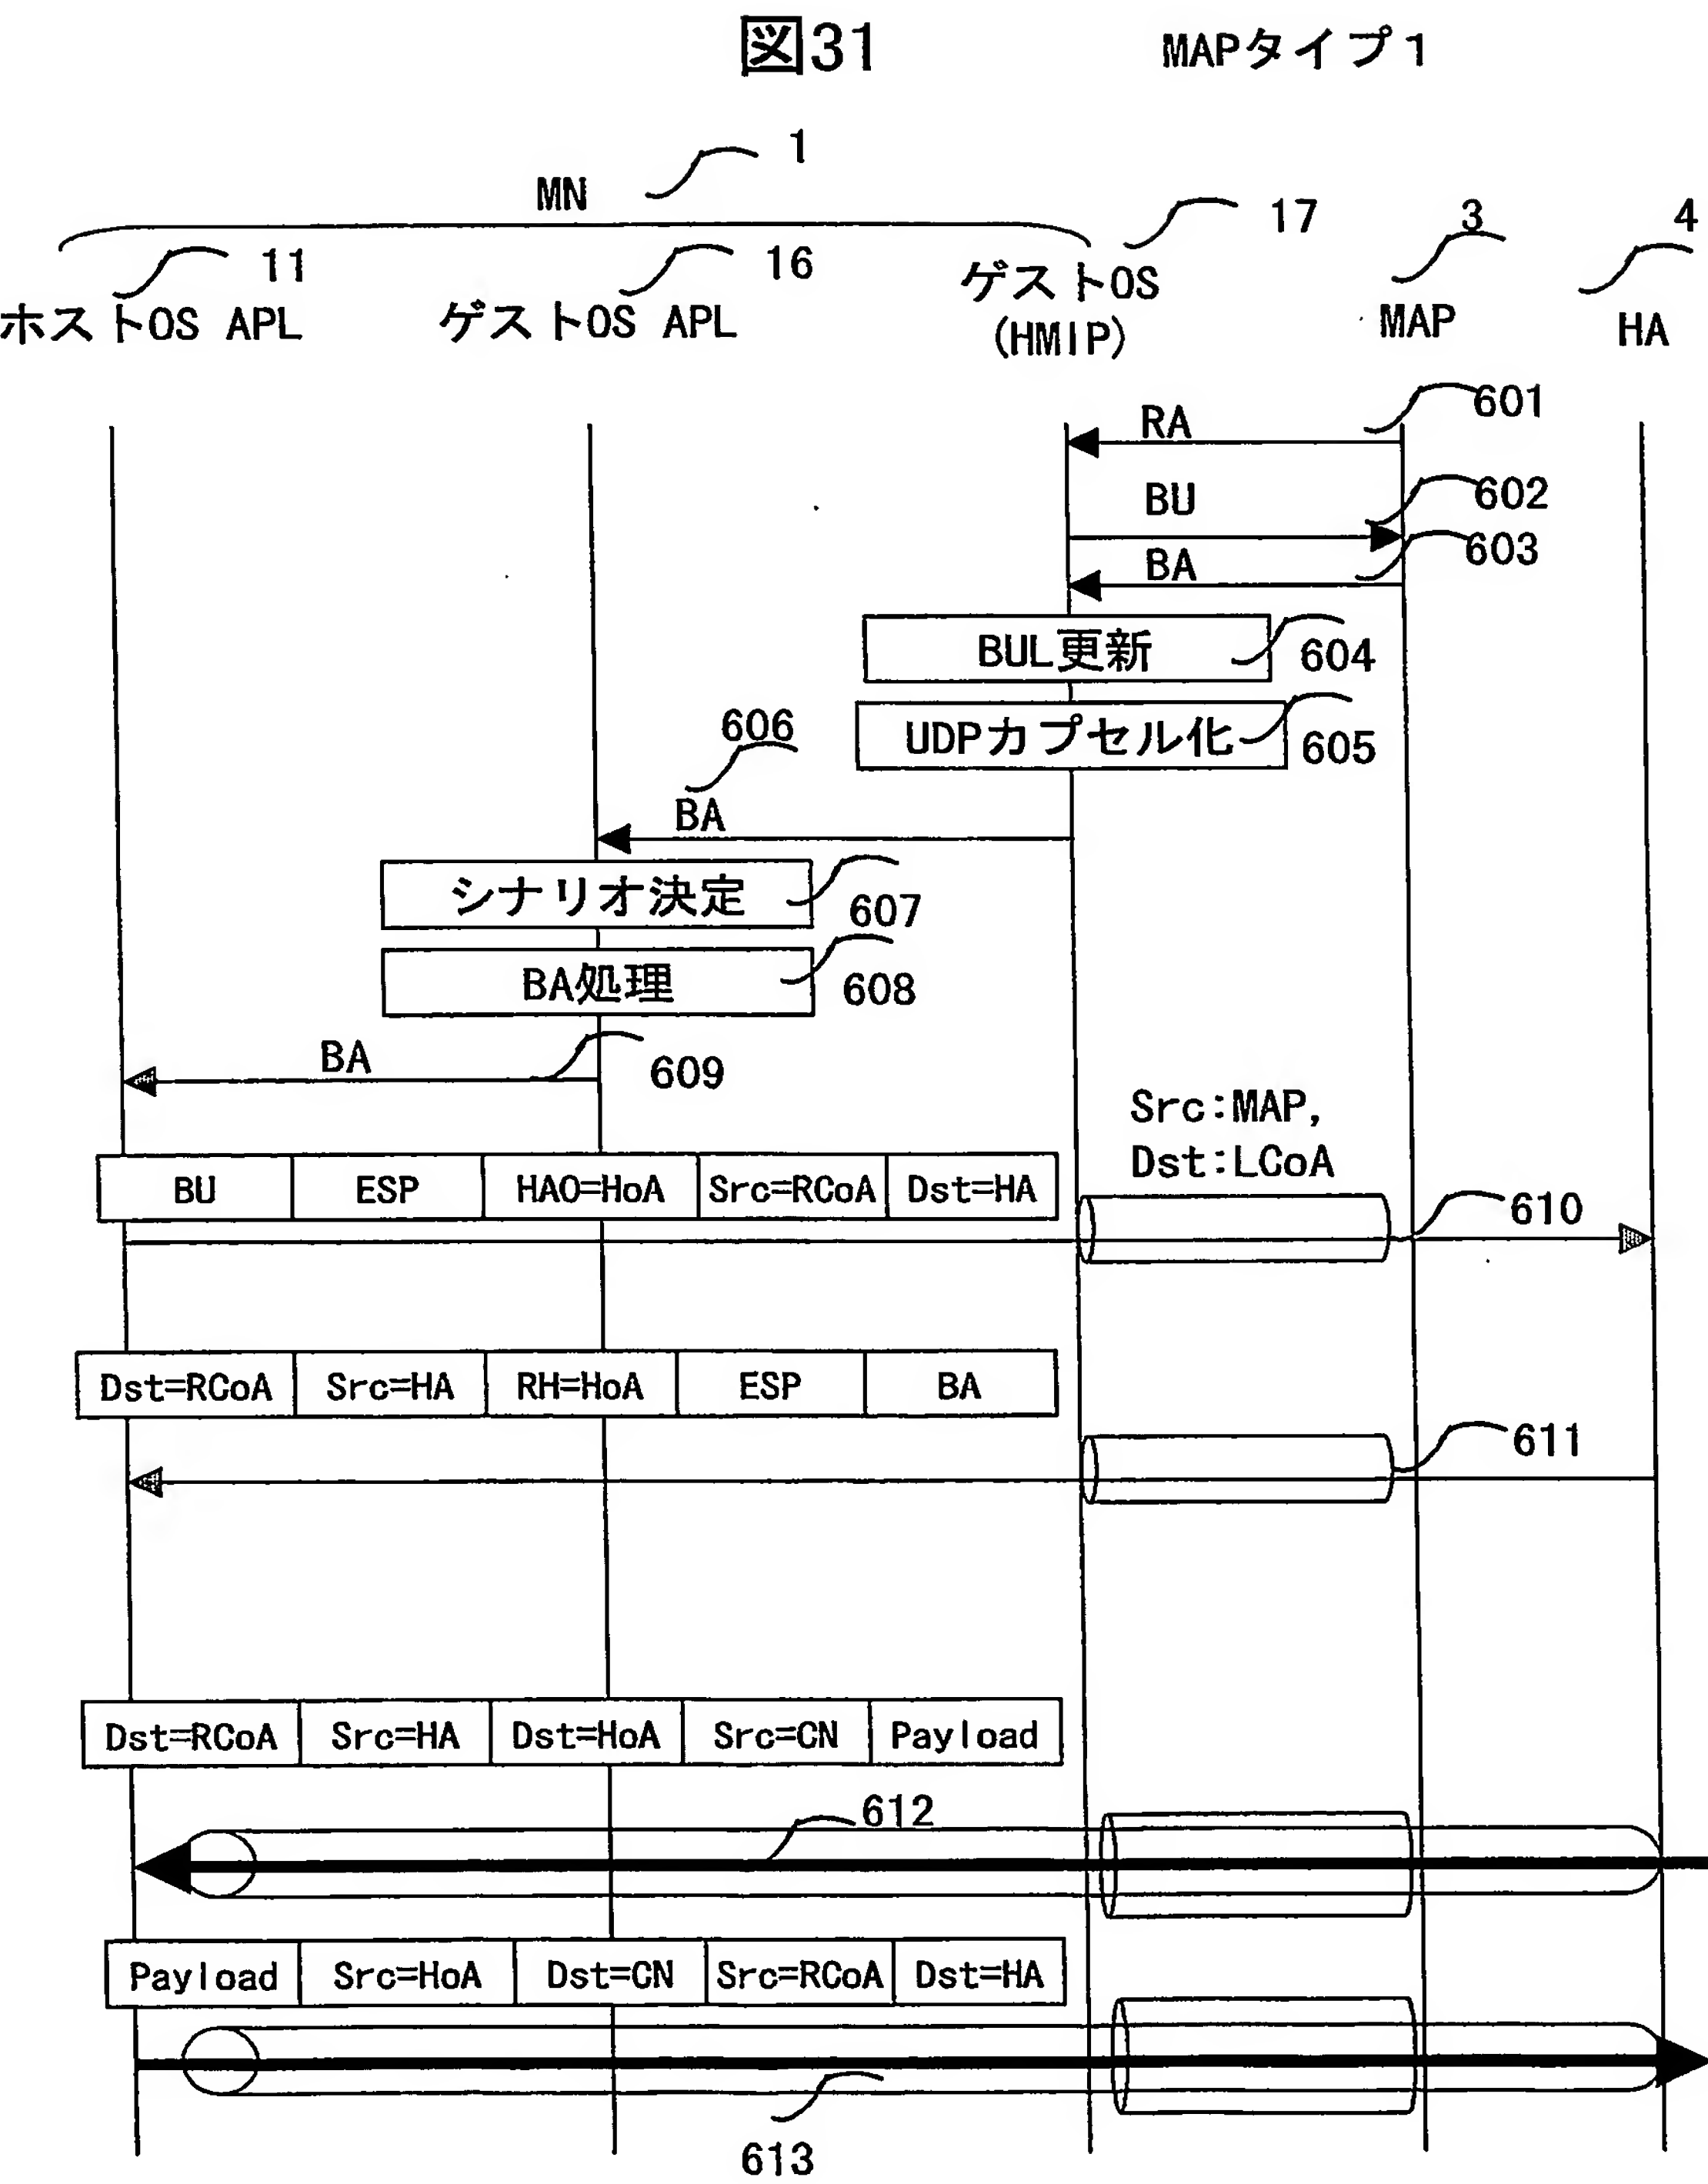 図31
MAPタイプ1
1
MN
11
16
17
3
4
ホストOS APL
ゲストOS APL
ゲストOS
(HMIP)
MAP
HA
RA
601
BU
602
BA
603
BUL更新
604
UDPカプセル化
605
606
BA
シナリオ決定
607
BA処理
608
BA
609
Src:MAP,
Dst:LCoA
BU ESP HAO=HoA Src=RCoA Dst=HA
610
Dst=RCoA Src=HA RH=HoA ESP BA
611
Dst=RCoA Src=HA Dst=HoA Src=CN Payload
612
Payload Src=HoA Dst=CN Src=RCoA Dst=HA
613